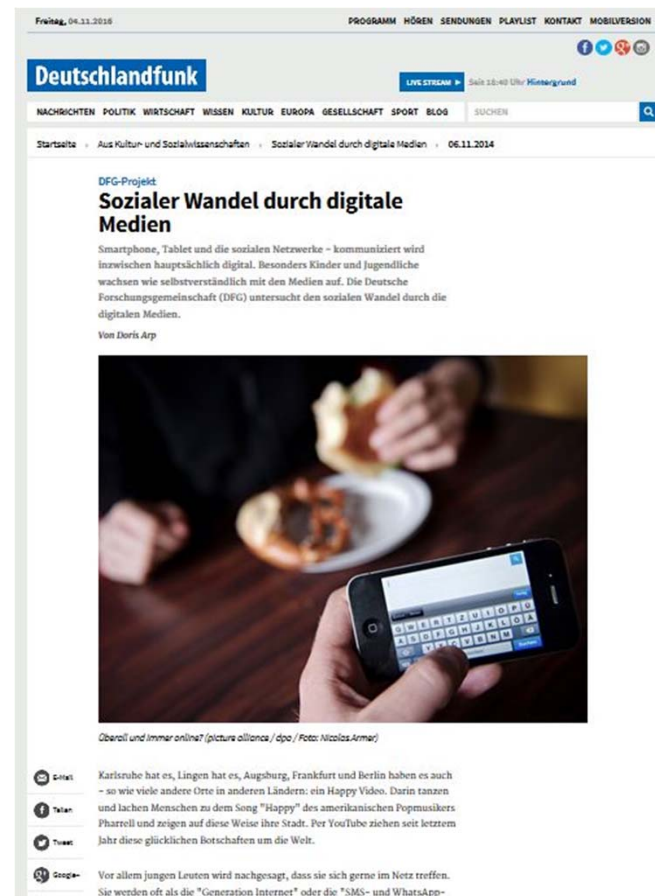 Freitag, 04.11.2016
PROGRAMM HÖREN SENDUNGEN PLAYLIST KONTAKT MOBILVERSION
Deutschlandfunk
LIVE STREAM Seit 18:40 Uhr Hintergrund
NACHRICHTEN POLITIK WIRTSCHAFT WISSEN KULTUR EUROPA GESELLSCHAFT SPORT BLOG SUCHEN
Startseite › Aus Kultur- und Sozialwissenschaften › Sozialer Wandel durch digitale Medien › 06.11.2014
DFG-Projekt
Sozialer Wandel durch digitale
Medien
Smartphone, Tablet und die sozialen Netzwerke – kommuniziert wird
inzwischen hauptsächlich digital. Besonders Kinder und Jugendliche
wachsen wie selbstverständlich mit den Medien auf. Die Deutsche
Forschungsgemeinschaft (DFG) untersucht den sozialen Wandel durch die
digitalen Medien.
Von Doris Arp
Q W E R T Z U I O P Ü
A S D F G H J K L Ö Ä
Y X C V B N M
Überall und immer online? (picture alliance / dpa / Foto: Nicolas Armer)
E-Mail
Teilen
Tweet
Google+
Karlsruhe hat es, Lingen hat es, Augsburg, Frankfurt und Berlin haben es auch
– so wie viele andere Orte in anderen Ländern: ein Happy Video. Darin tanzen
und lachen Menschen zu dem Song "Happy" des amerikanischen Popmusikers
Pharrell und zeigen auf diese Weise ihre Stadt. Per YouTube ziehen seit letztem
Jahr diese glücklichen Botschaften um die Welt.
Vor allem jungen Leuten wird nachgesagt, dass sie sich gerne im Netz treffen.
Sie werden oft als die "Generation Internet" oder die "SMS- und WhatsApp-